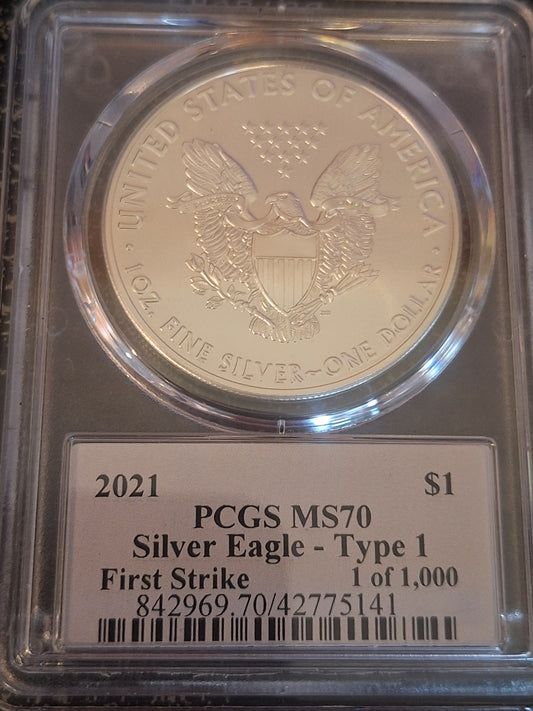 UNITED STATES OF AMERICA
1 OZ. FINE SILVER~ONE DOLLAR
2021 $1
PCGS MS70
Silver Eagle - Type 1
First Strike 1 of 1,000
842969.70/42775141